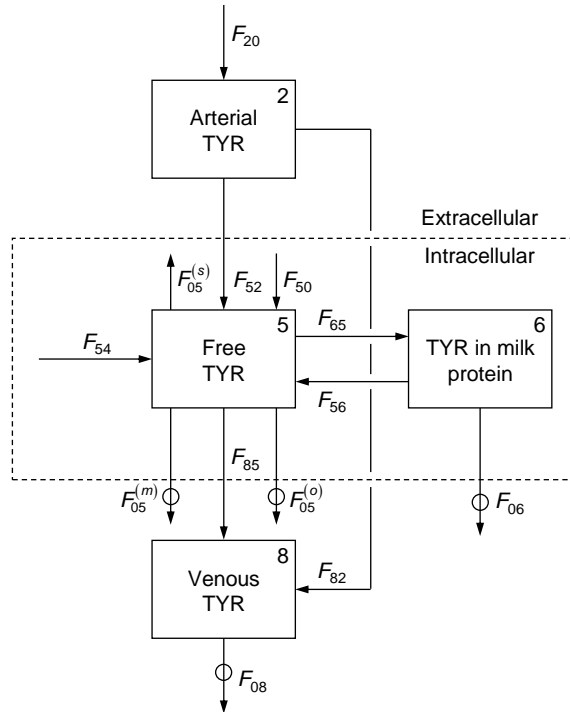 F20
2
Arterial
TYR
Extracellular
Intracellular
F05(s)
F52
F50
5
Free
TYR
F54
F65
F56
6
TYR in milk
protein
F85
F05(m)
F05(o)
F06
8
Venous
TYR
F82
F08